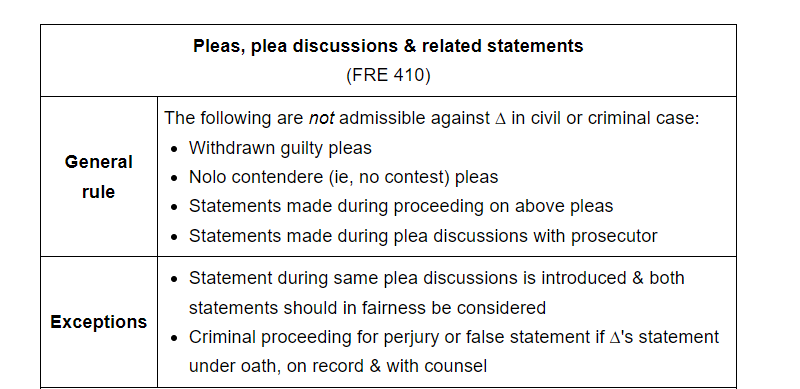 Pleas, plea discussions & related statements
(FRE 410)
General
rule
The following are not admissible against Δ in civil or criminal case:
• Withdrawn guilty pleas
• Nolo contendere (ie, no contest) pleas
• Statements made during proceeding on above pleas
• Statements made during plea discussions with prosecutor
Exceptions
• Statement during same plea discussions is introduced & both
statements should in fairness be considered
• Criminal proceeding for perjury or false statement if Δ's statement
under oath, on record & with counsel